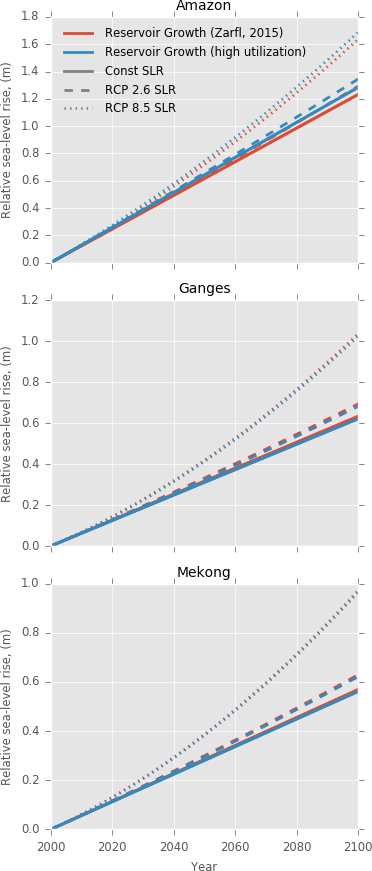 Amazon
Reservoir Growth (Zarfl, 2015)
Reservoir Growth (high utilization)
Const SLR
RCP 2.6 SLR
RCP 8.5 SLR
Relative sea-level rise, (m)
1.8
1.6
1.4
1.2
1.0
0.8
0.6
0.4
0.2
0.0
Ganges
Relative sea-level rise, (m)
1.2
1.0
0.8
0.6
0.4
0.2
0.0
Mekong
Relative sea-level rise, (m)
1.0
0.8
0.6
0.4
0.2
0.0
2000 2020 2040 2060 2080 2100
Year